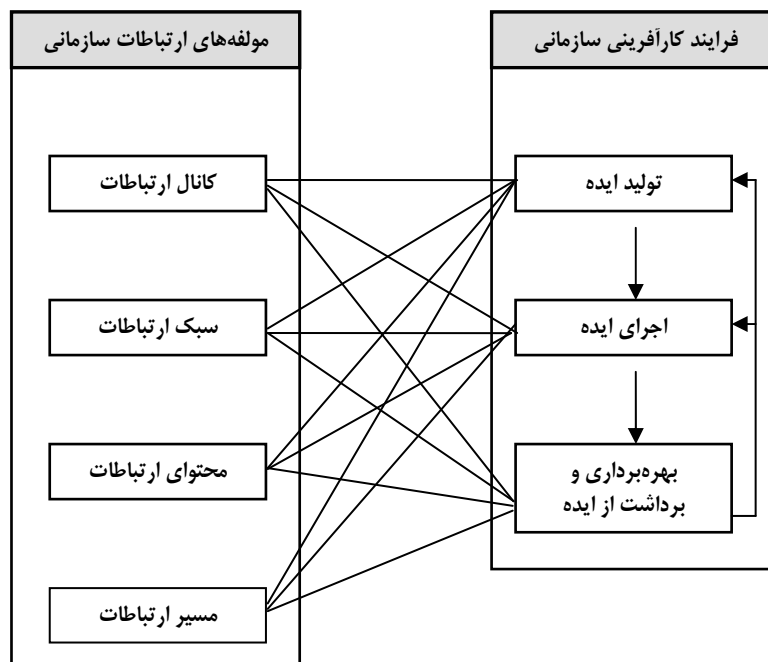 فرایند کارآفرینی سازمانی
تولید ایده
اجرای ایده
بهره‌برداری و
برداشت از ایده
مولفه‌های ارتباطات سازمانی
کانال ارتباطات
سبک ارتباطات
محتوای ارتباطات
مسیر ارتباطات